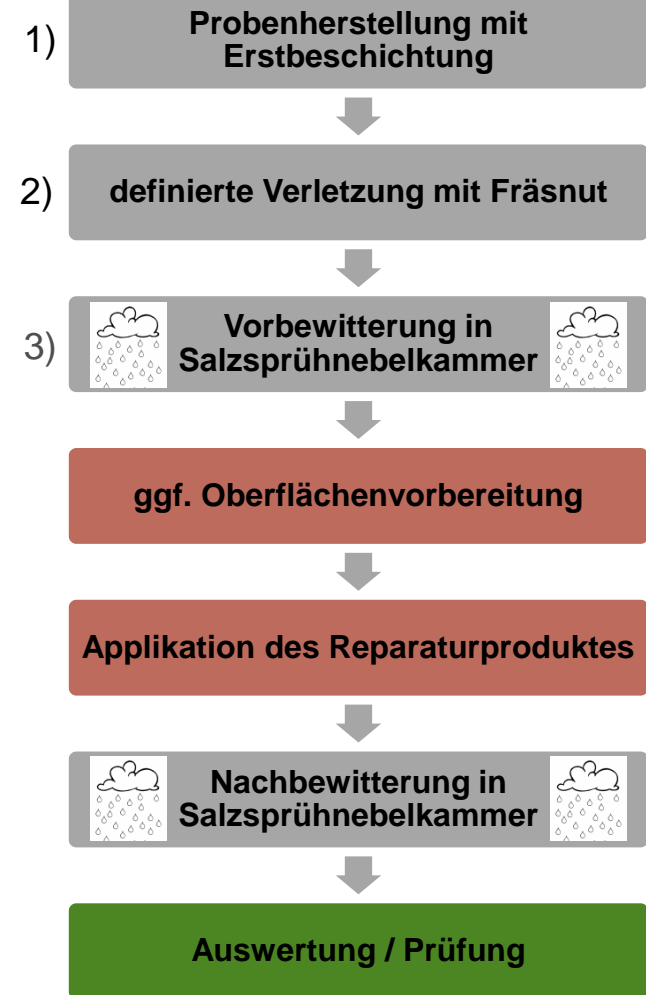 1)
Probenherstellung mit
Erstbeschichtung
2)
definierte Verletzung mit Fräsnut
3)
Vorbewitterung in
Salzsprühnebelkammer
ggf. Oberflächenvorbereitung
Applikation des Reparaturproduktes
Nachbewitterung in
Salzsprühnebelkammer
Auswertung / Prüfung